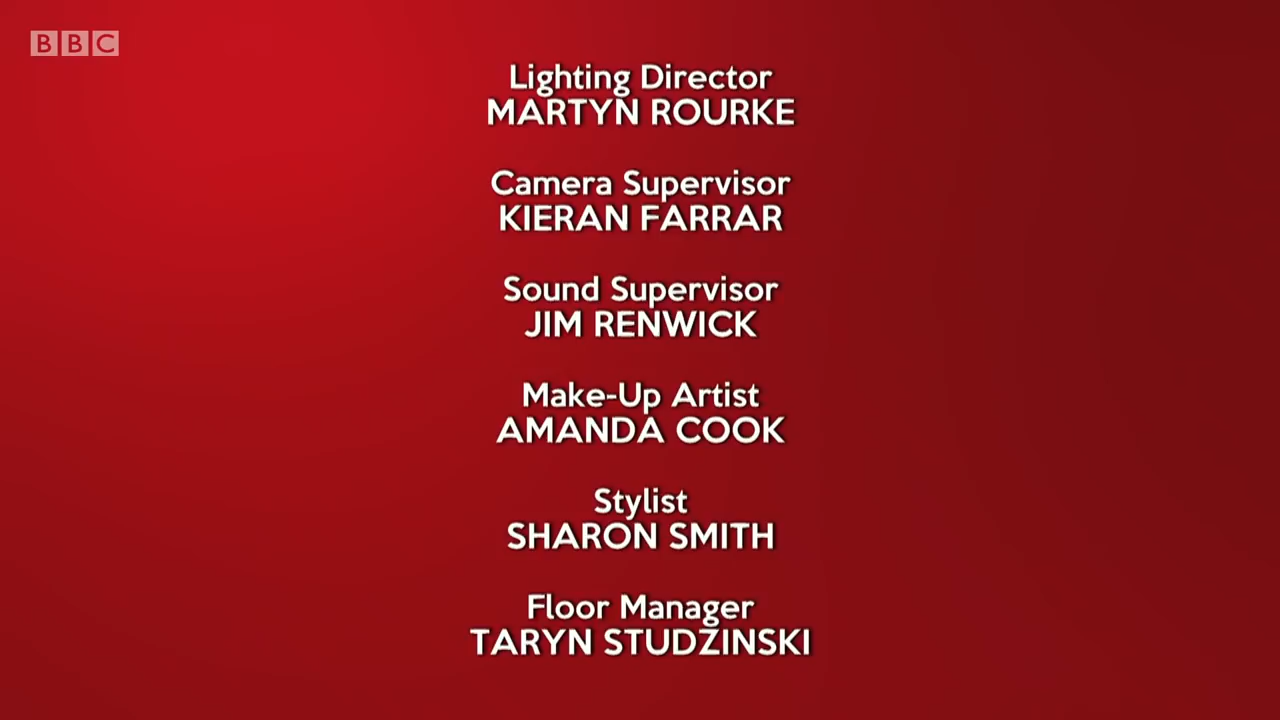 BBC
Lighting Director
MARTYN ROURKE
Camera Supervisor
KIERAN FARRAR
Sound Supervisor
JIM RENWICK
Make-Up Artist
AMANDA COOK
Stylist
SHARON SMITH
Floor Manager
TARYN STUDZINSKI